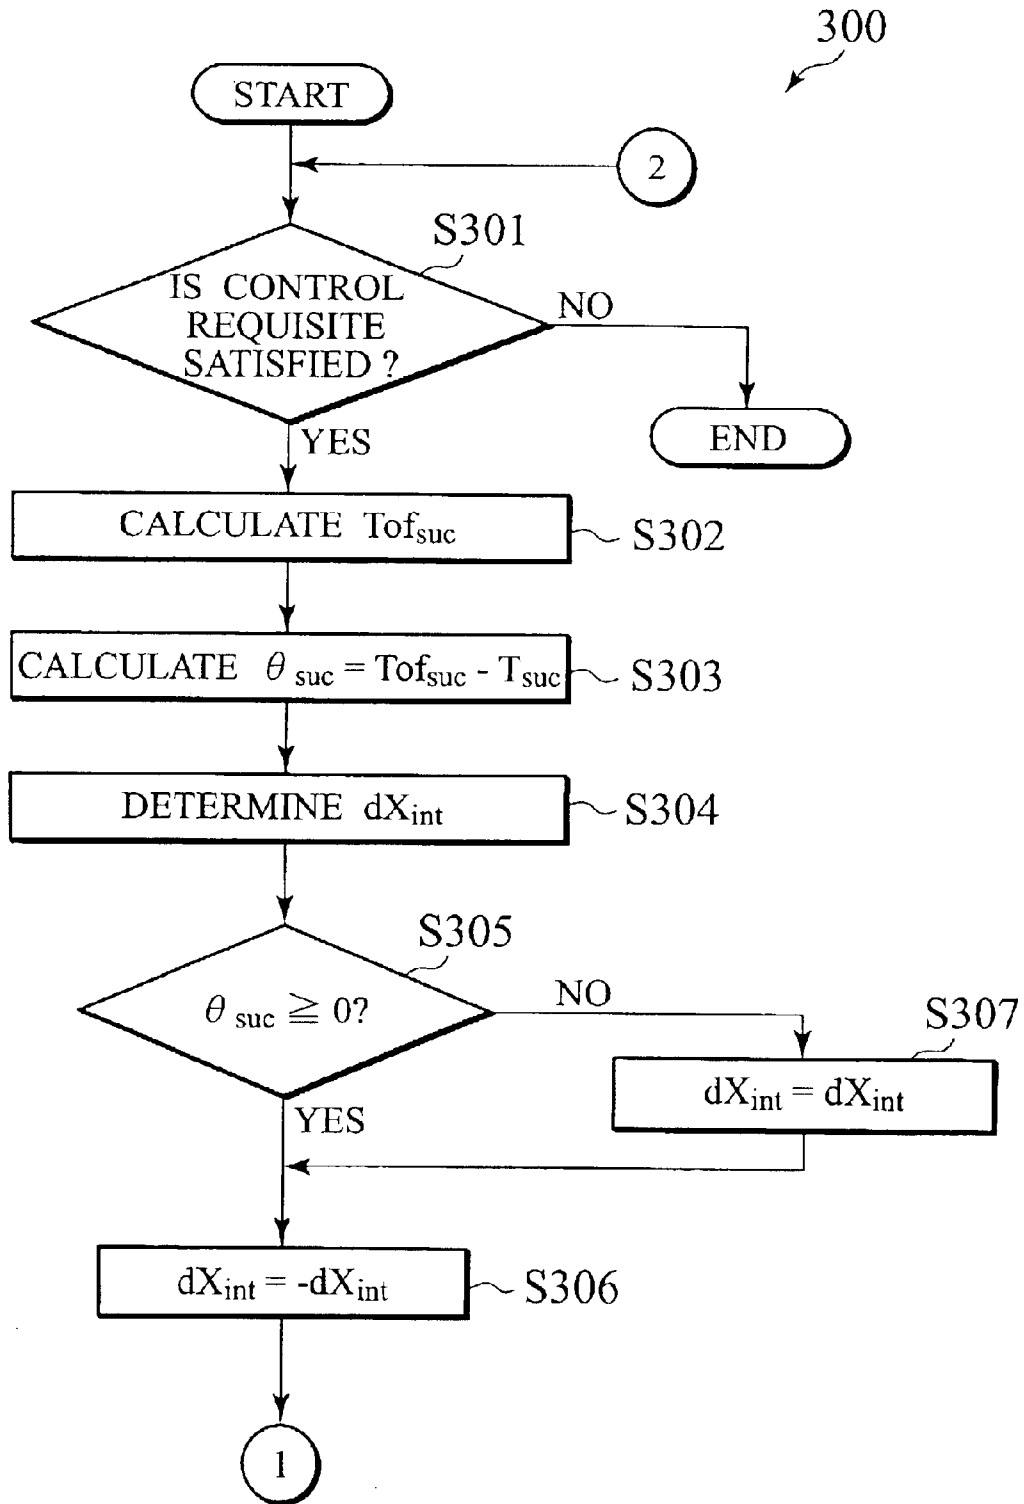 300
START
2
S301
IS CONTROL
REQUISITE
SATISFIED ?
NO
END
YES
CALCULATE Tofsuc
S302
CALCULATE θ suc = Tofsuc - Tsuc
S303
DETERMINE dXint
S304
S305
θ suc ≧ 0?
NO
S307
dXint = dXint
YES
dXint = -dXint
S306
1